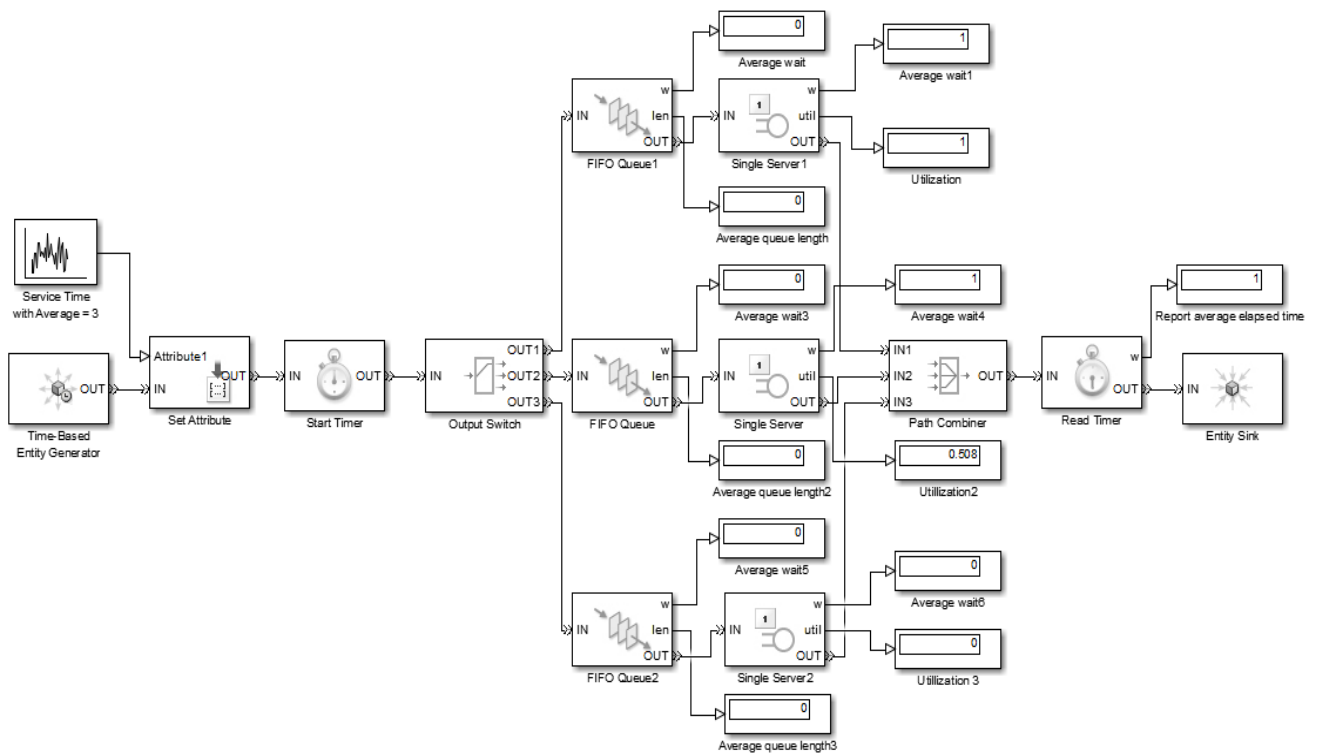 0
Average wait
1
Average wait1
w
len
IN
OUT
FIFO Queue1
1
w
util
IN
OUT
Single Server1
1
Utilization
0
Average queue length
Service Time
with Average = 3
0
Average wait3
1
Average wait4
1
Report average elapsed time
OUT
Time-Based
Entity Generator
Attribute1
IN
OUT
[...]
Set Attribute
IN
OUT
Start Timer
IN
OUT1
OUT2
OUT3
Output Switch
w
len
IN
OUT
FIFO Queue
1
w
util
IN
OUT
Single Server
IN1
IN2
IN3
OUT
Path Combiner
IN
w
OUT
Read Timer
IN
Entity Sink
0
Average queue length2
0.508
Utillization2
0
Average wait5
0
Average wait6
w
len
IN
OUT
FIFO Queue2
1
w
util
IN
OUT
Single Server2
0
Utillization 3
0
Average queue length3